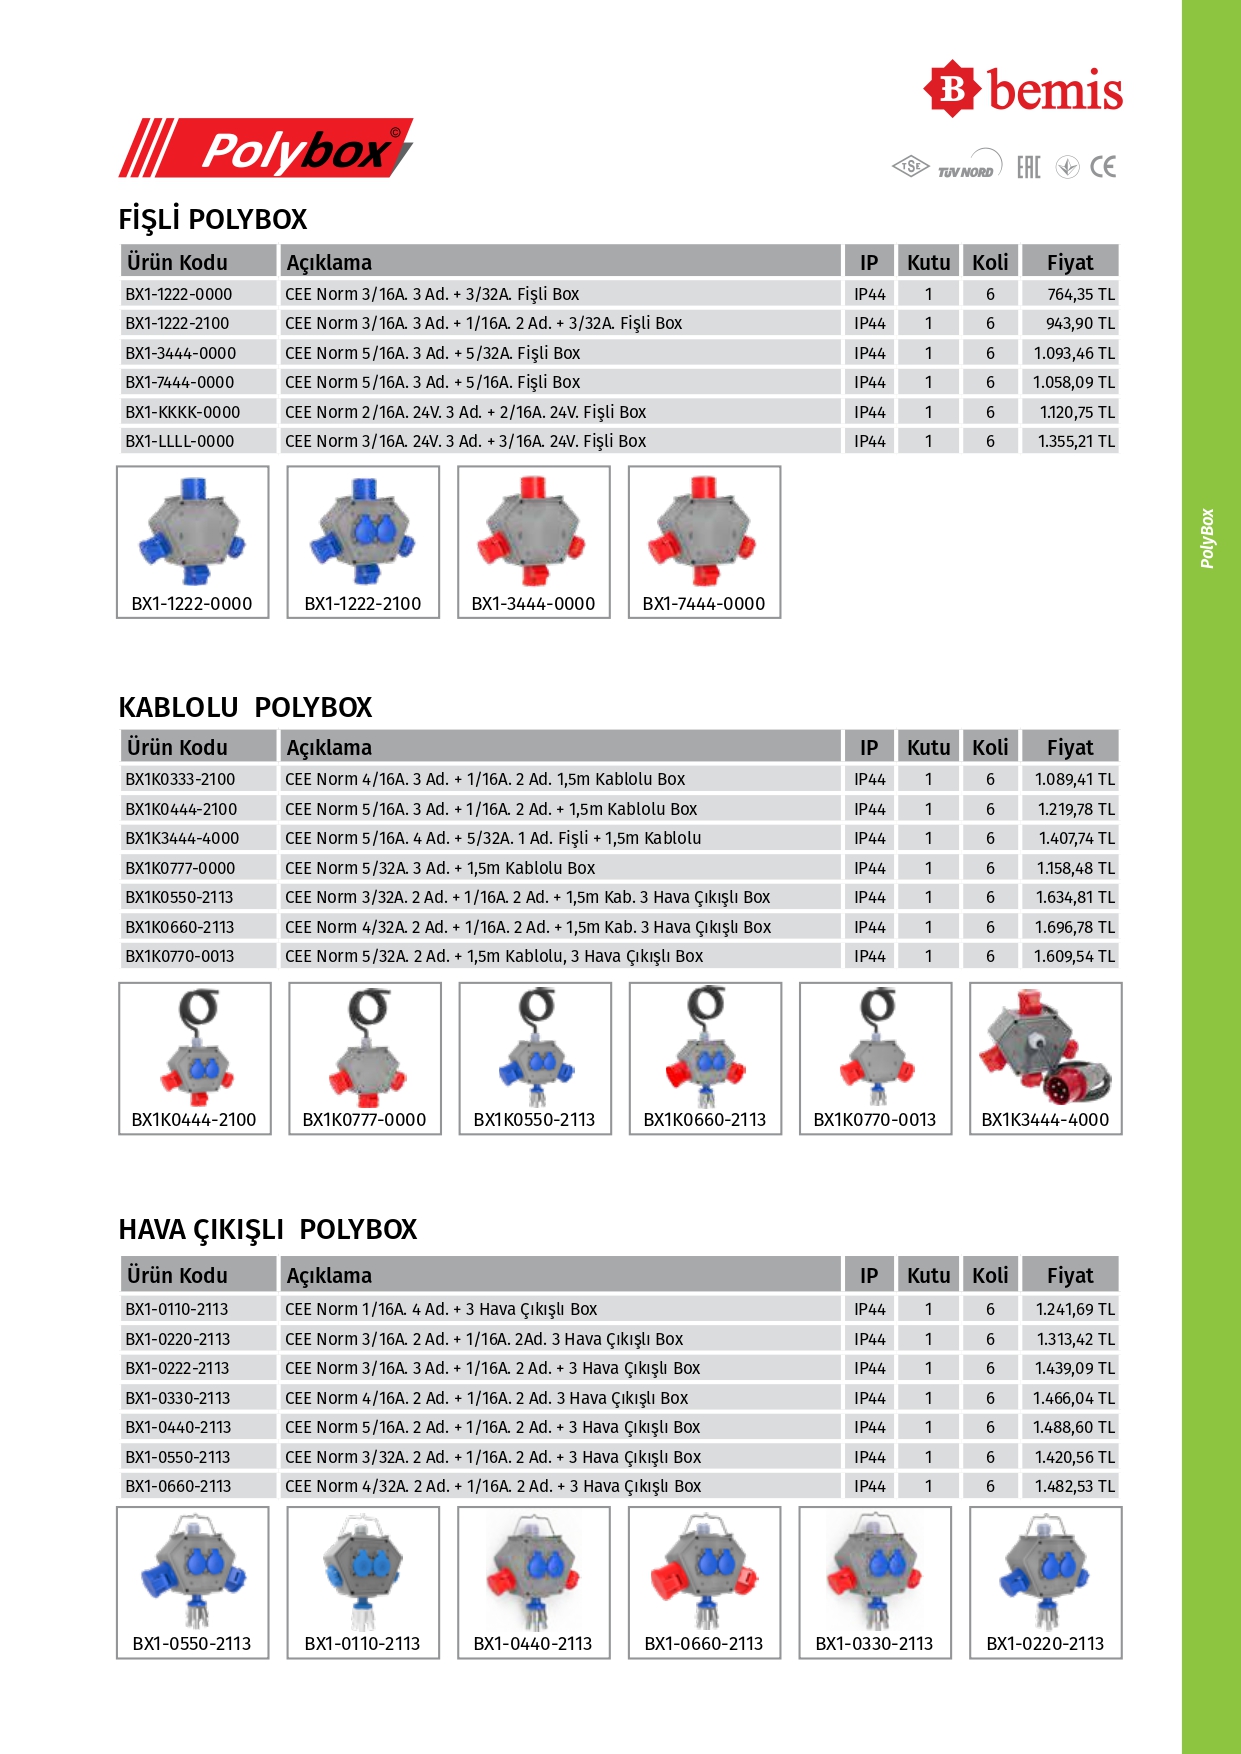 B bemis
Polybox©
TSE TÜV NORD EAC CE
FİŞLİ POLYBOX
Ürün Kodu Açıklama IP Kutu Koli Fiyat
BX1-1222-0000 CEE Norm 3/16A. 3 Ad. + 3/32A. Fişli Box IP44 1 6 764,35 TL
BX1-1222-2100 CEE Norm 3/16A. 3 Ad. + 1/16A. 2 Ad. + 3/32A. Fişli Box IP44 1 6 943,90 TL
BX1-3444-0000 CEE Norm 5/16A. 3 Ad. + 5/32A. Fişli Box IP44 1 6 1.093,46 TL
BX1-7444-0000 CEE Norm 5/16A. 3 Ad. + 5/16A. Fişli Box IP44 1 6 1.058,09 TL
BX1-KKKK-0000 CEE Norm 2/16A. 24V. 3 Ad. + 2/16A. 24V. Fişli Box IP44 1 6 1.120,75 TL
BX1-LLLL-0000 CEE Norm 3/16A. 24V. 3 Ad. + 3/16A. 24V. Fişli Box IP44 1 6 1.355,21 TL
BX1-1222-0000 BX1-1222-2100 BX1-3444-0000 BX1-7444-0000
PolyBox
KABLOLU POLYBOX
Ürün Kodu Açıklama IP Kutu Koli Fiyat
BX1K0333-2100 CEE Norm 4/16A. 3 Ad. + 1/16A. 2 Ad. 1,5m Kablolu Box IP44 1 6 1.089,41 TL
BX1K0444-2100 CEE Norm 5/16A. 3 Ad. + 1/16A. 2 Ad. + 1,5m Kablolu Box IP44 1 6 1.219,78 TL
BX1K3444-4000 CEE Norm 5/16A. 4 Ad. + 5/32A. 1 Ad. Fişli + 1,5m Kablolu IP44 1 6 1.407,74 TL
BX1K0777-0000 CEE Norm 5/32A. 3 Ad. + 1,5m Kablolu Box IP44 1 6 1.158,48 TL
BX1K0550-2113 CEE Norm 3/32A. 2 Ad. + 1/16A. 2 Ad. + 1,5m Kab. 3 Hava Çıkışlı Box IP44 1 6 1.634,81 TL
BX1K0660-2113 CEE Norm 4/32A. 2 Ad. + 1/16A. 2 Ad. + 1,5m Kab. 3 Hava Çıkışlı Box IP44 1 6 1.696,78 TL
BX1K0770-0013 CEE Norm 5/32A. 2 Ad. + 1,5m Kablolu, 3 Hava Çıkışlı Box IP44 1 6 1.609,54 TL
BX1K0444-2100 BX1K0777-0000 BX1K0550-2113 BX1K0660-2113 BX1K0770-0013 BX1K3444-4000
HAVA ÇIKIŞLI POLYBOX
Ürün Kodu Açıklama IP Kutu Koli Fiyat
BX1-0110-2113 CEE Norm 1/16A. 4 Ad. + 3 Hava Çıkışlı Box IP44 1 6 1.241,69 TL
BX1-0220-2113 CEE Norm 3/16A. 2 Ad. + 1/16A. 2Ad. 3 Hava Çıkışlı Box IP44 1 6 1.313,42 TL
BX1-0222-2113 CEE Norm 3/16A. 3 Ad. + 1/16A. 2 Ad. + 3 Hava Çıkışlı Box IP44 1 6 1.439,09 TL
BX1-0330-2113 CEE Norm 4/16A. 2 Ad. + 1/16A. 2 Ad. 3 Hava Çıkışlı Box IP44 1 6 1.466,04 TL
BX1-0440-2113 CEE Norm 5/16A. 2 Ad. + 1/16A. 2 Ad. + 3 Hava Çıkışlı Box IP44 1 6 1.488,60 TL
BX1-0550-2113 CEE Norm 3/32A. 2 Ad. + 1/16A. 2 Ad. + 3 Hava Çıkışlı Box IP44 1 6 1.420,56 TL
BX1-0660-2113 CEE Norm 4/32A. 2 Ad. + 1/16A. 2 Ad. + 3 Hava Çıkışlı Box IP44 1 6 1.482,53 TL
BX1-0550-2113 BX1-0110-2113 BX1-0440-2113 BX1-0660-2113 BX1-0330-2113 BX1-0220-2113